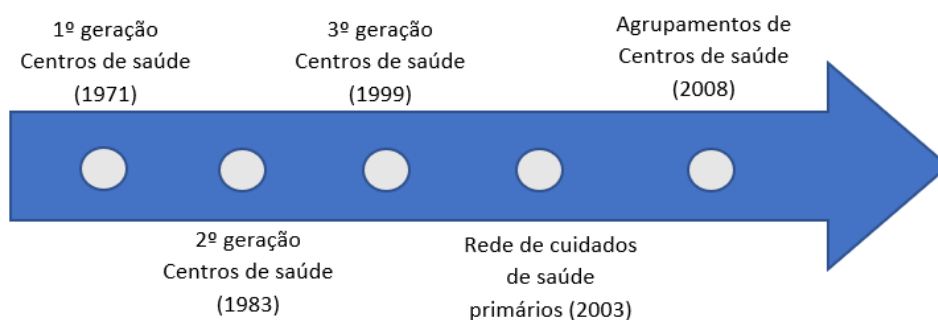 1º geração
Centros de saúde
(1971)
2º geração
Centros de saúde
(1983)
3º geração
Centros de saúde
(1999)
Rede de cuidados
de saúde
primários (2003)
Agrupamentos de
Centros de saúde
(2008)